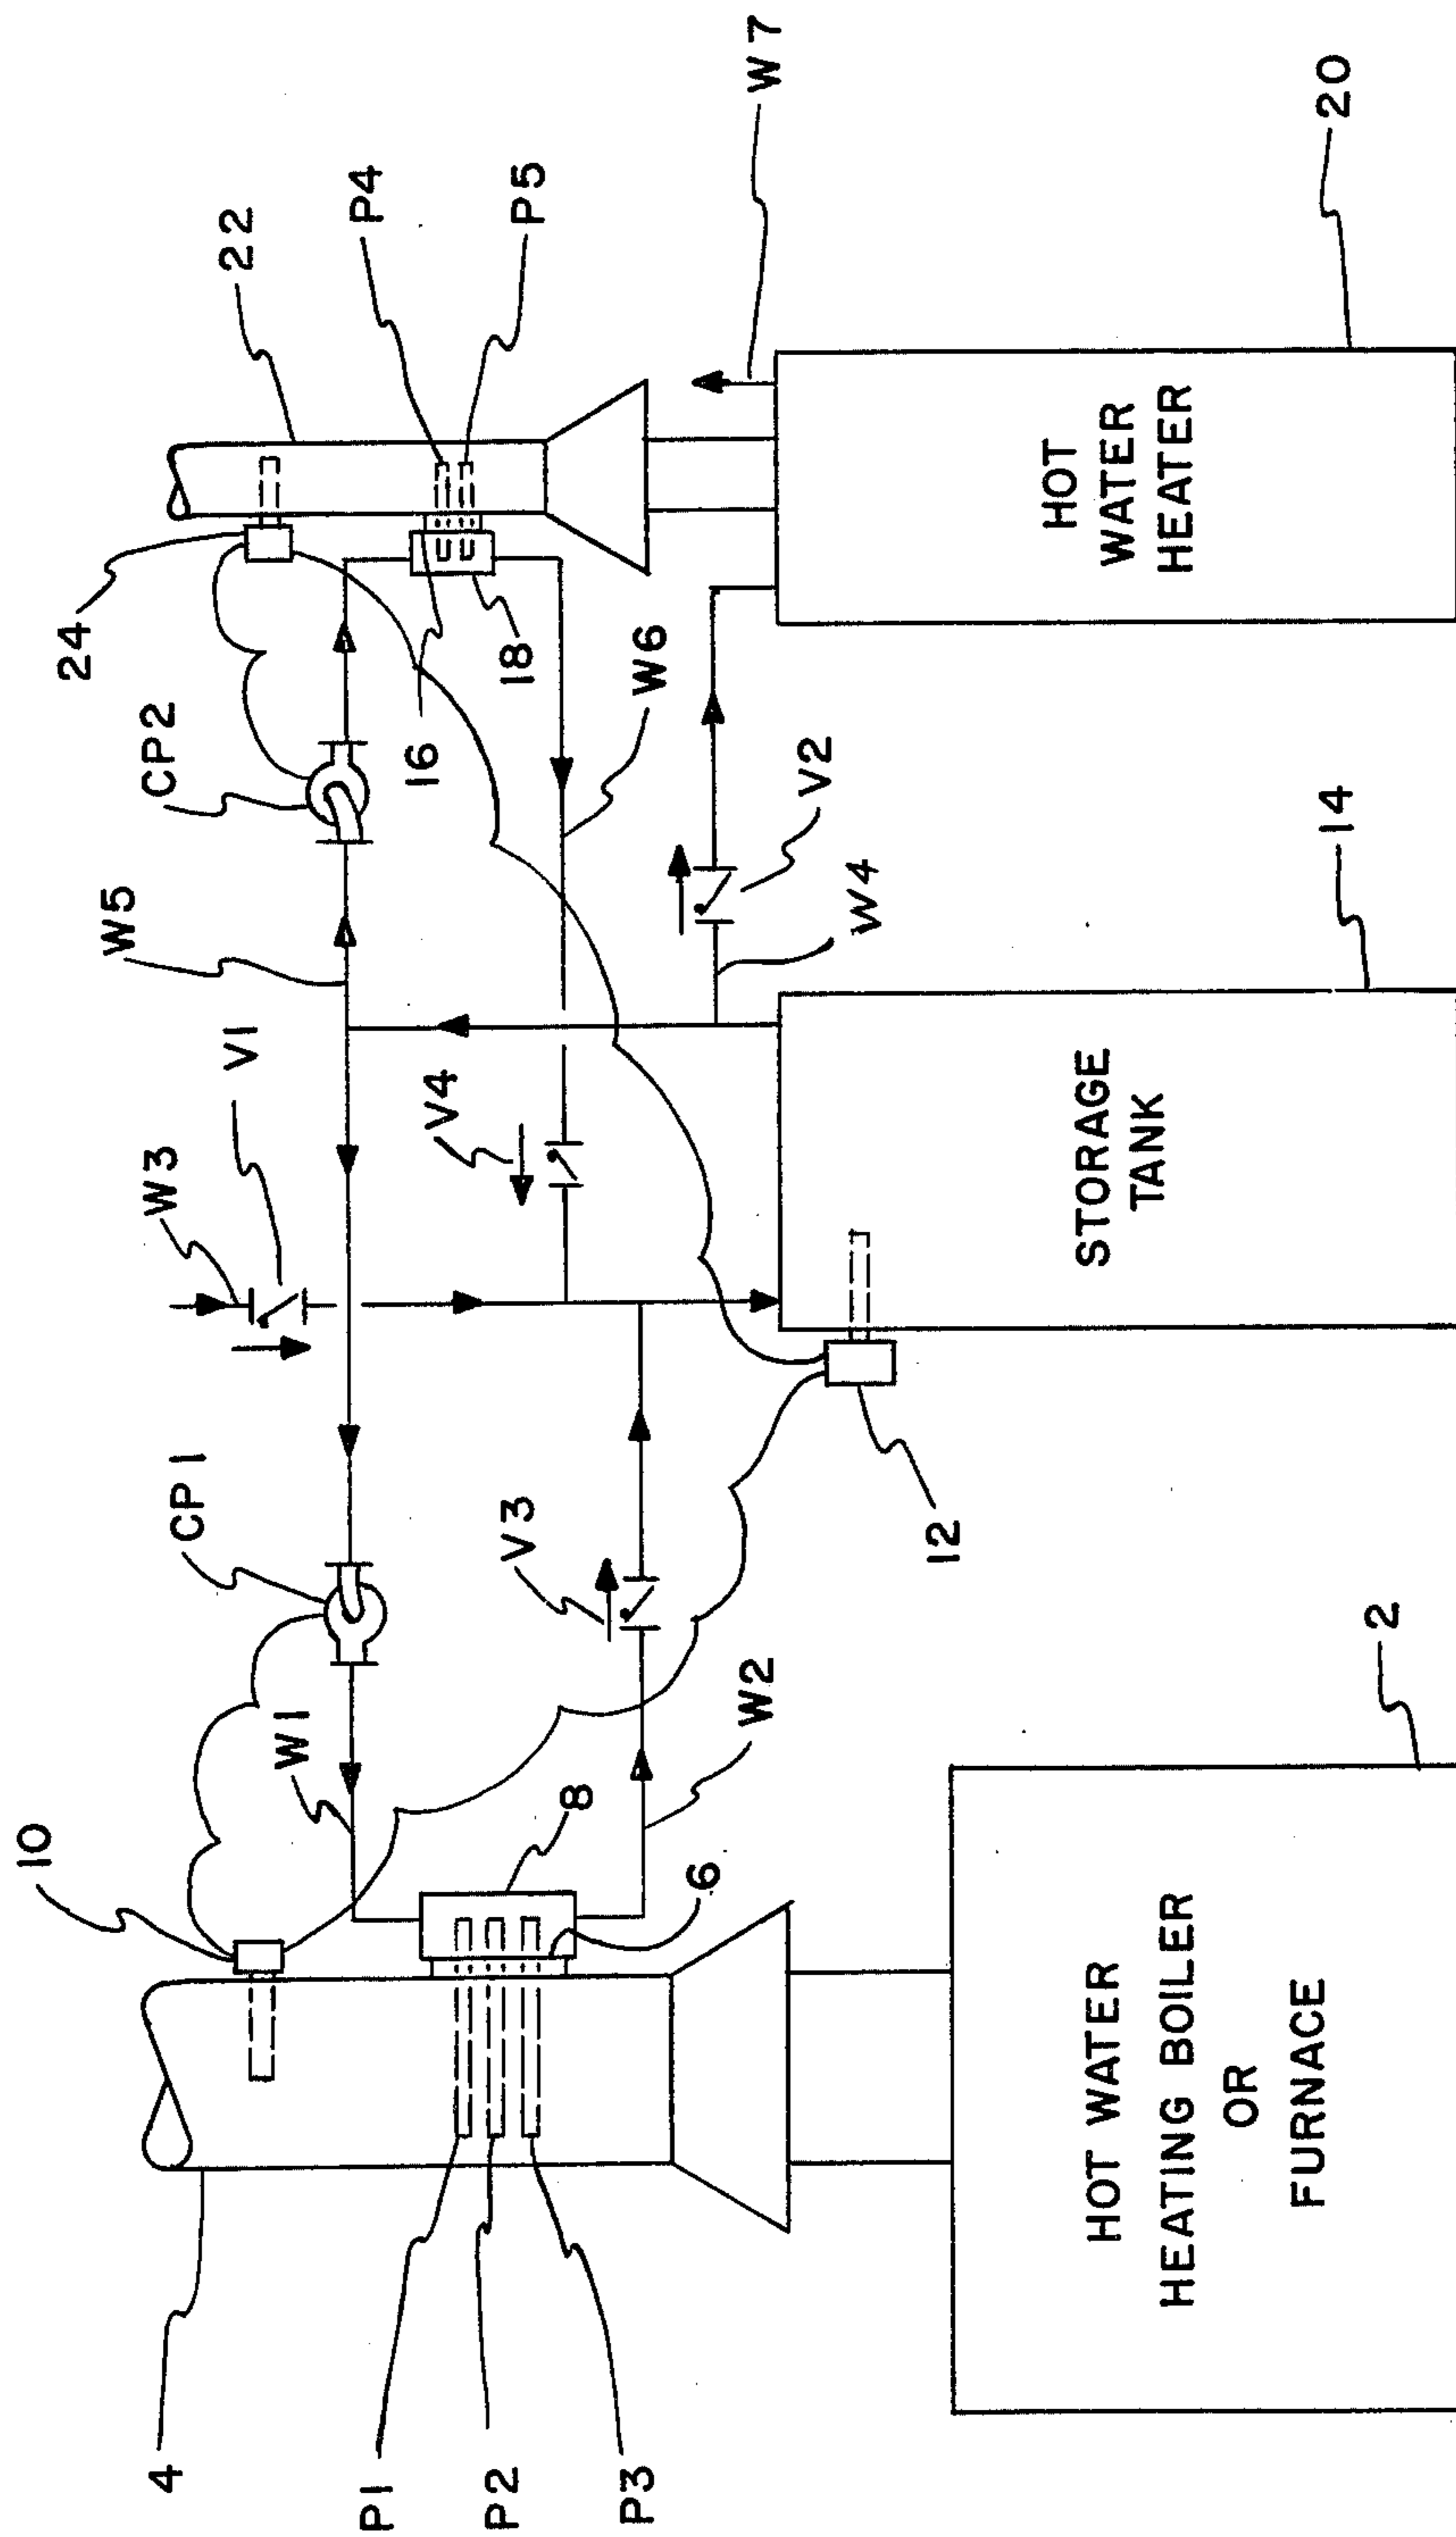 4
P1
P2
P3
10
W1
8
6
W2
CP1
V3
12
W3
V1
V4
W5
CP2
24
16
18
W6
V2
W4
22
P4
P5
W7
20
14
2
HOT WATER
HEATING BOILER
OR
FURNACE
STORAGE
TANK
HOT
WATER
HEATER